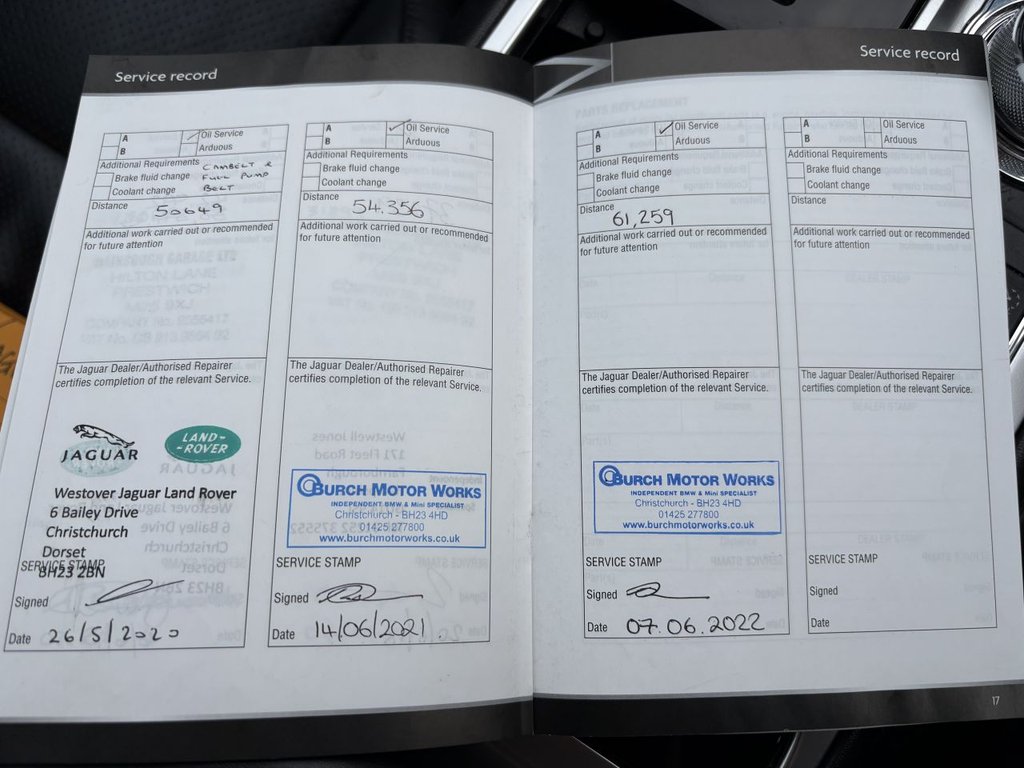 Service record
A
Oil Service
B
Arduous
Additional Requirements
CAMBELT &
Brake fluid change
FUEL PUMP
Coolant change
BELT
Distance
50649
Additional work carried out or recommended
for future attention
The Jaguar Dealer/Authorised Repairer
certifies completion of the relevant Service.
JAGUAR
LAND-
-ROVER
Westover Jaguar Land Rover
6 Bailey Drive
Christchurch
Dorset
BH23 2BN
SERVICE STAMP
Signed
Date 26/5/2020
A
Oil Service
B
Arduous
Additional Requirements
Brake fluid change
Coolant change
Distance
54.356
Additional work carried out or recommended
for future attention
The Jaguar Dealer/Authorised Repairer
certifies completion of the relevant Service.
BURCH MOTOR WORKS
INDEPENDENT BMW & Mini SPECIALIST
Christchurch - BH23 4HD
01425 277800
www.burchmotorworks.co.uk
SERVICE STAMP
Signed
Date 14/06/2021.
Service record
A
Oil Service
B
Arduous
Additional Requirements
Brake fluid change
Coolant change
Distance
61,259
Additional work carried out or recommended
for future attention
The Jaguar Dealer/Authorised Repairer
certifies completion of the relevant Service.
BURCH MOTOR WORKS
INDEPENDENT BMW & Mini SPECIALIST
Christchurch - BH23 4HD
01425 277800
www.burchmotorworks.co.uk
SERVICE STAMP
Signed
Date 07.06.2022
A
Oil Service
B
Arduous
Additional Requirements
Brake fluid change
Coolant change
Distance
Additional work carried out or recommended
for future attention
The Jaguar Dealer/Authorised Repairer
certifies completion of the relevant Service.
SERVICE STAMP
Signed
Date
17